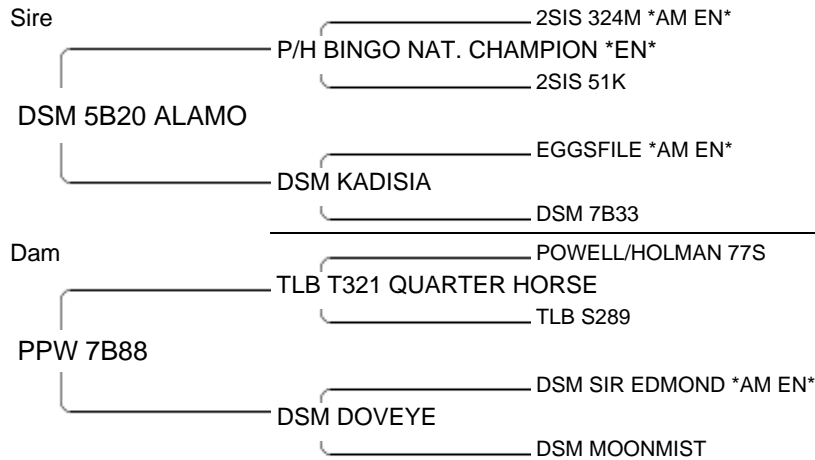 Sire
2SIS 324M *AM EN*
P/H BINGO NAT. CHAMPION *EN*
2SIS 51K
DSM 5B20 ALAMO
EGGSFILE *AM EN*
DSM KADISIA
DSM 7B33
Dam
POWELL/HOLMAN 77S
TLB T321 QUARTER HORSE
TLB S289
PPW 7B88
DSM SIR EDMOND *AM EN*
DSM DOVEYE
DSM MOONMIST